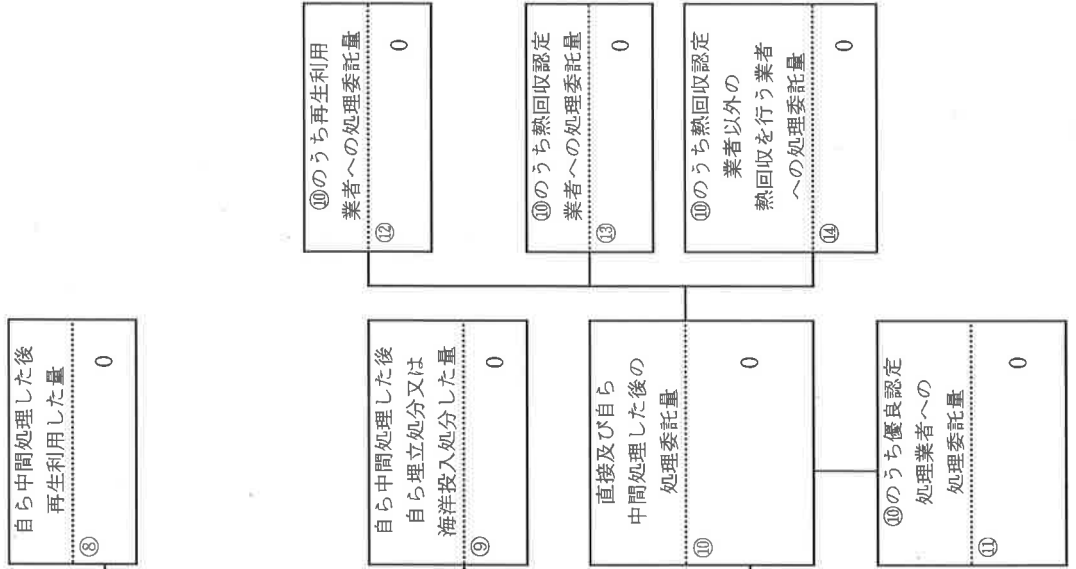 自ら中間処理した後
再生利用した量
⑧
0
自ら中間処理した後
自ら埋立処分又は
海洋投入処分した量
⑨
0
直接及び自ら
中間処理した後の
処理委託量
⑩
0
⑩のうち優良認定
処理業者への
処理委託量
⑪
0
⑩のうち再生利用
業者への処理委託量
⑫
0
⑩のうち熱回収認定
業者への処理委託量
⑬
0
⑩のうち熱回収認定
業者以外の
熱回収を行う業者
への処理委託量
⑭
0